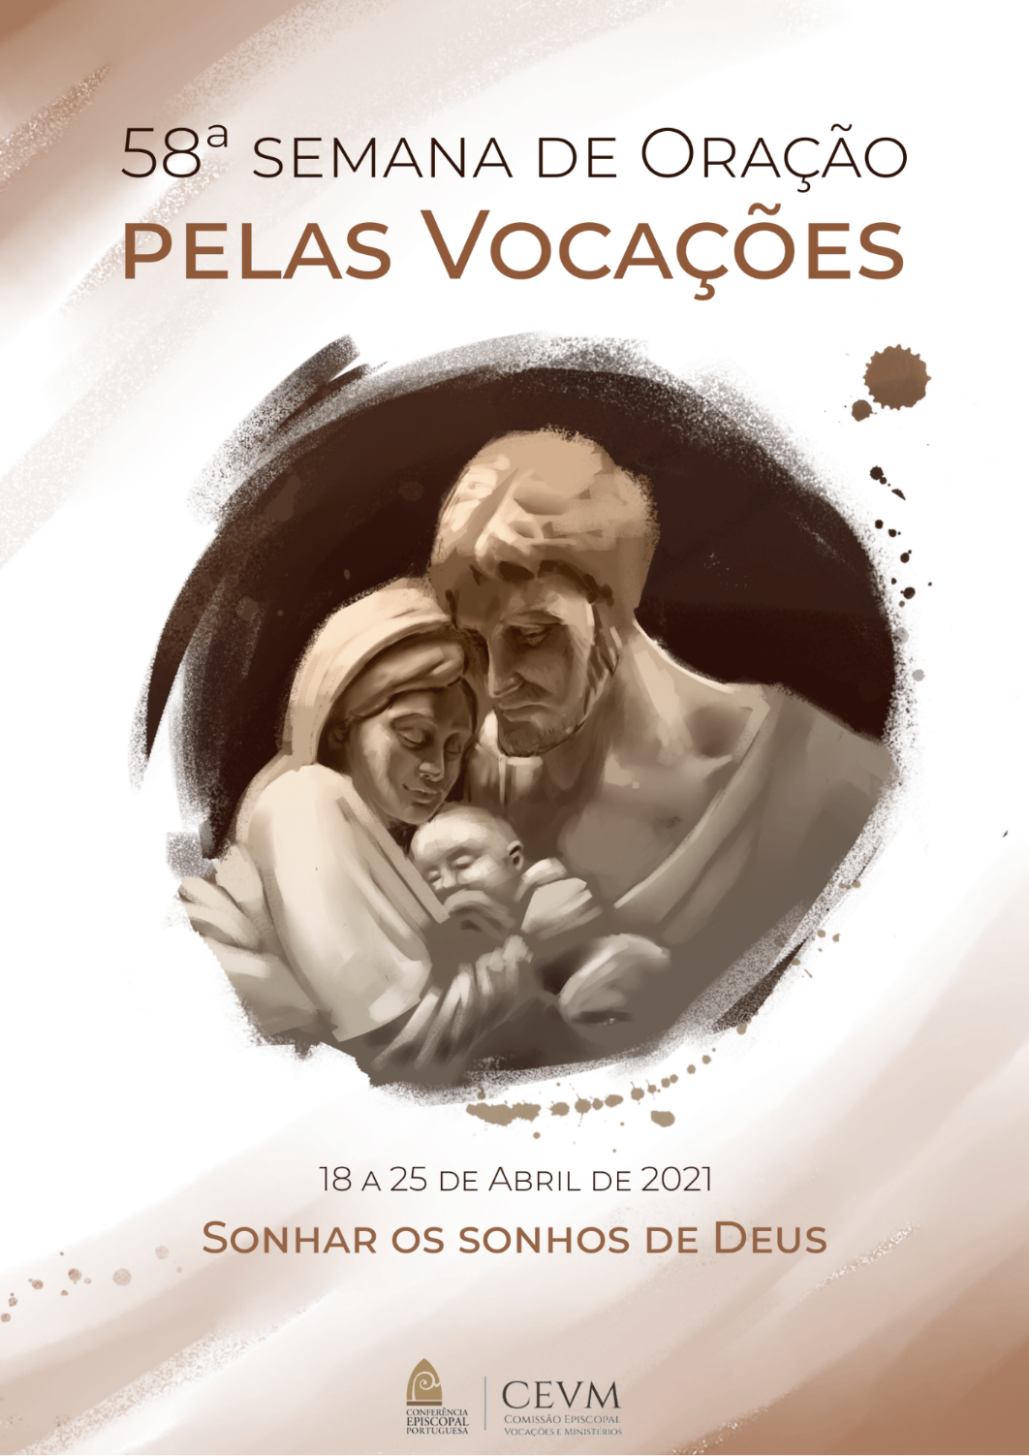 58ª SEMANA DE ORAÇÃO
PELAS VOCAÇÕES
18 A 25 DE ABRIL DE 2021
SONHAR OS SONHOS DE DEUS
CONFERÊNCIA
EPISCOPAL
PORTUGUESA
CEVM
COMISSÃO EPISCOPAL
VOCAÇÕES E MINISTÉRIOS